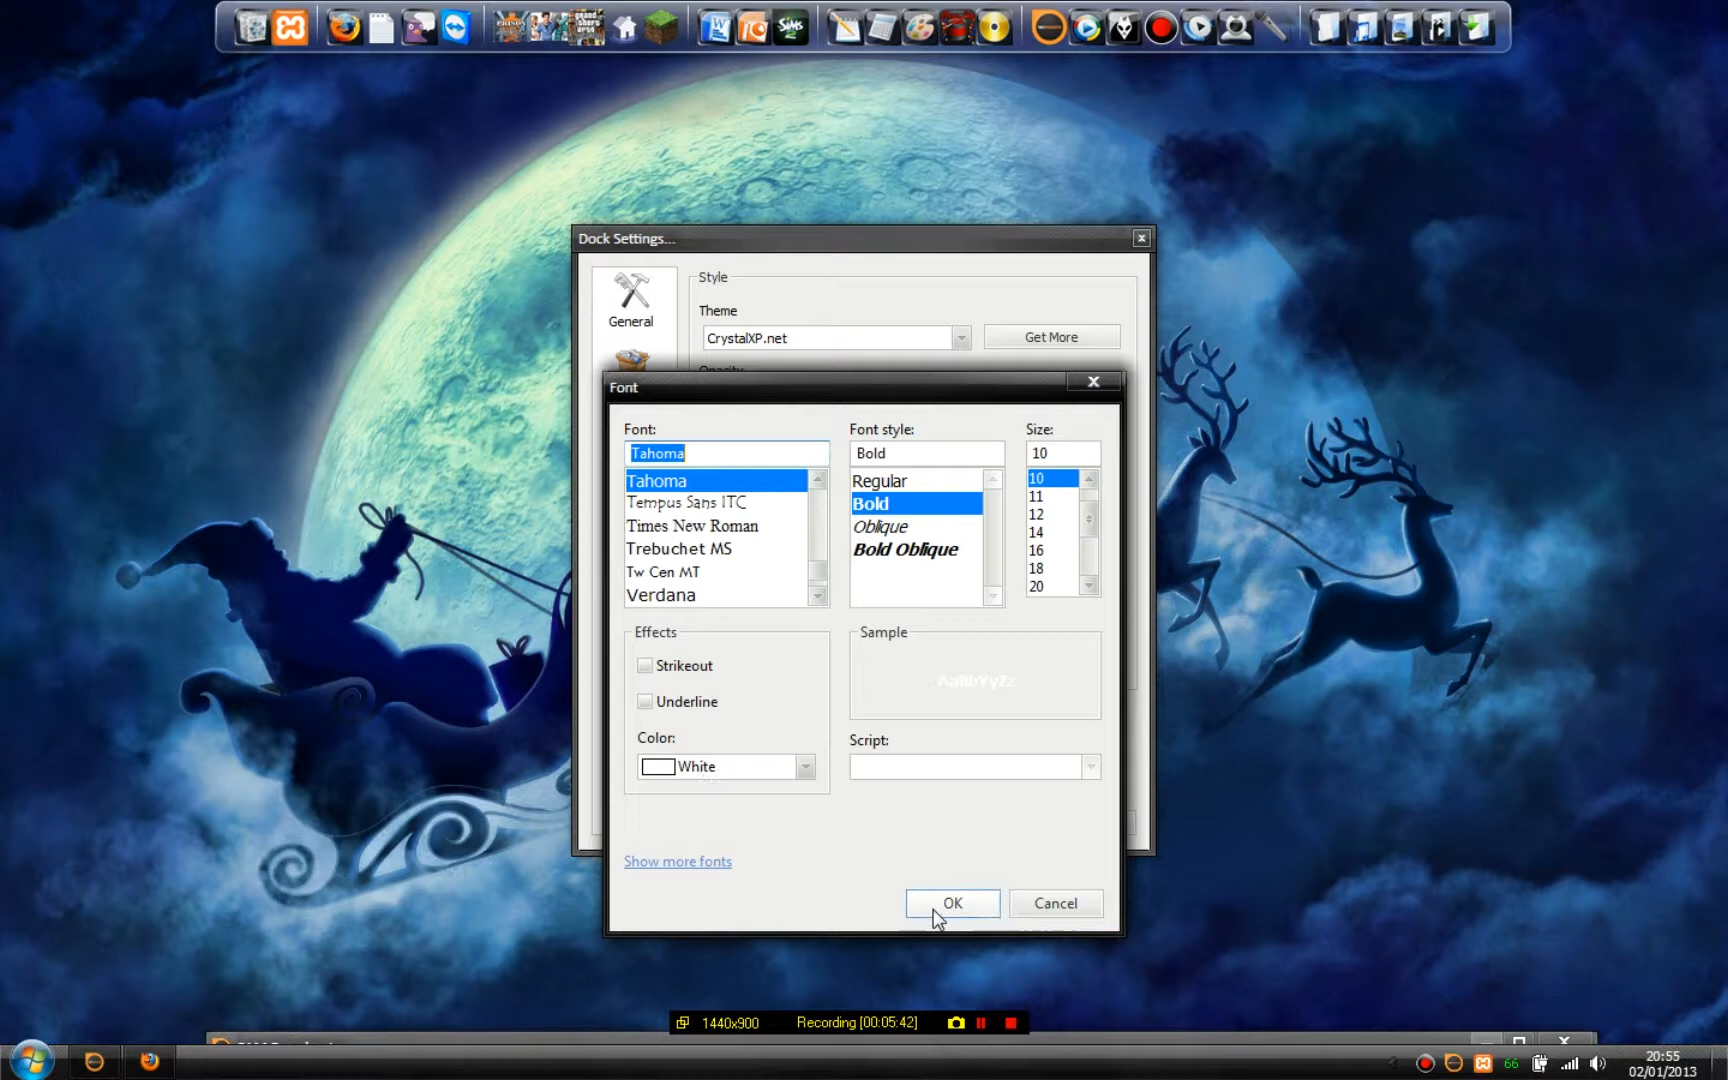 Dock Settings...
General
Style
Theme
CrystalXP.net
Get More
Opacity
Font
Font:
Font style:
Size:
Tahoma
Bold
10
Tahoma
Tempus Sans ITC
Times New Roman
Trebuchet MS
Tw Cen MT
Verdana
Regular
Bold
Oblique
Bold Oblique
10
11
12
14
16
18
20
Effects
Strikeout
Underline
Color:
White
Sample
AaBbYyZz
Script:
Show more fonts
OK
Cancel
1440x900
Recording [00:05:42]
66
20:55
02/01/2013